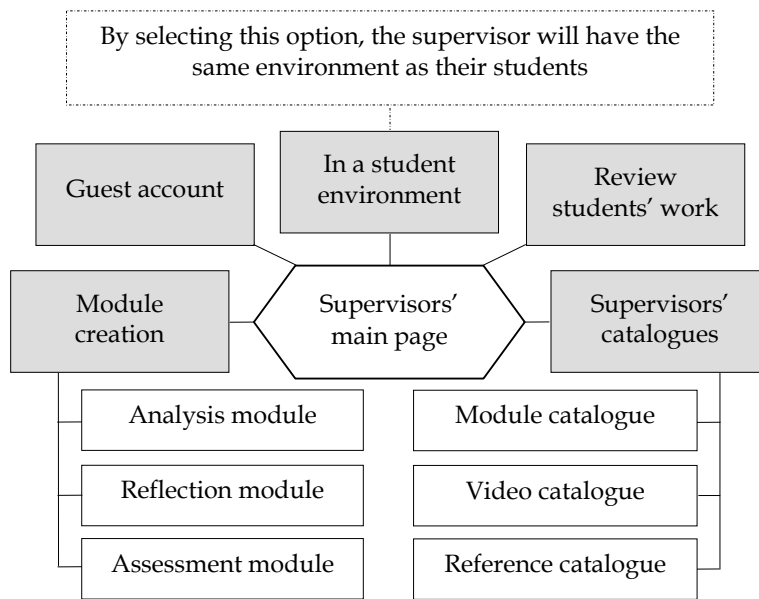 By selecting this option, the supervisor will have the
same environment as their students
Guest account
In a student
environment
Review
students’ work
Module
creation
Supervisors’
main page
Supervisors’
catalogues
Analysis module
Module catalogue
Reflection module
Video catalogue
Assessment module
Reference catalogue